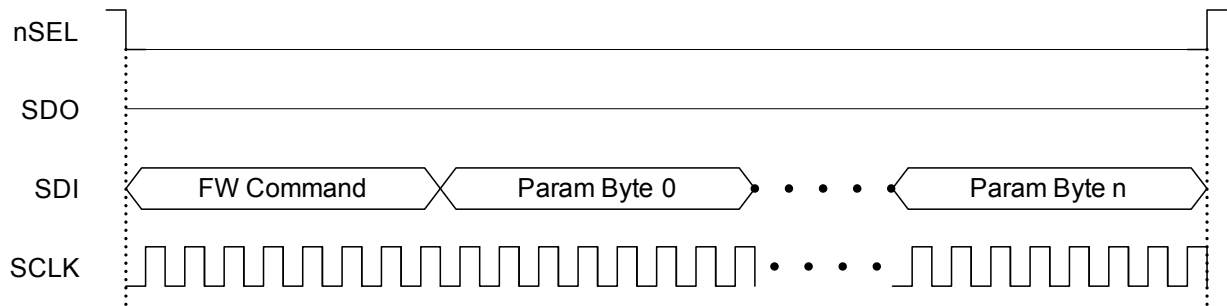 nSEL
SDO
SDI FW Command Param Byte 0 Param Byte n
SCLK